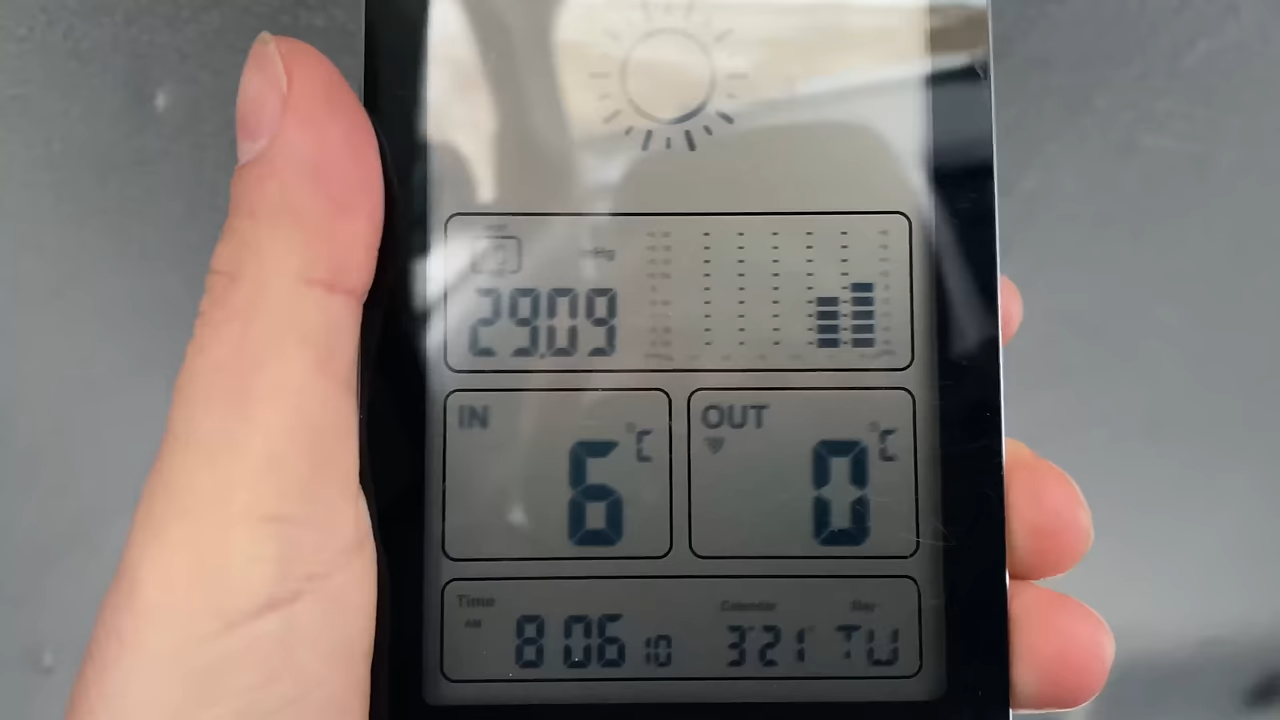 29.09
IN
OUT
6 °C
0 °C
Time
Calendar
Day
AM
8 06 10
3 21
TU